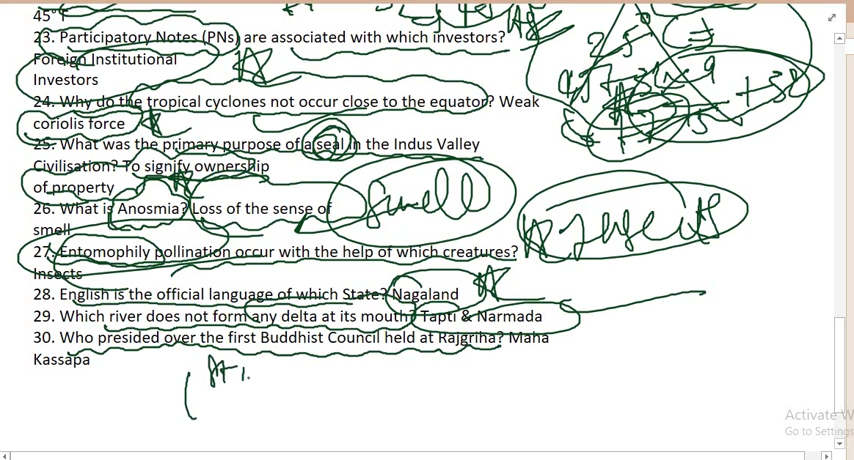 45°
23. Participatory Notes (PNs) are associated with which investors?
Foreign Institutional
Investors
24. Why do the tropical cyclones not occur close to the equator? Weak
coriolis force
25. What was the primary purpose of a seal in the Indus Valley
Civilisation? To signify ownership
of property
26. What is Anosmia? Loss of the sense of
smell
smell
27. Entomophily pollination occur with the help of which creatures?
Insects
Insects
28. English is the official language of which State? Nagaland
29. Which river does not form any delta at its mouth? Tapti & Narmada
30. Who presided over the first Buddhist Council held at Rajgriha? Maha
Kassapa
Activate W
Go to Settings